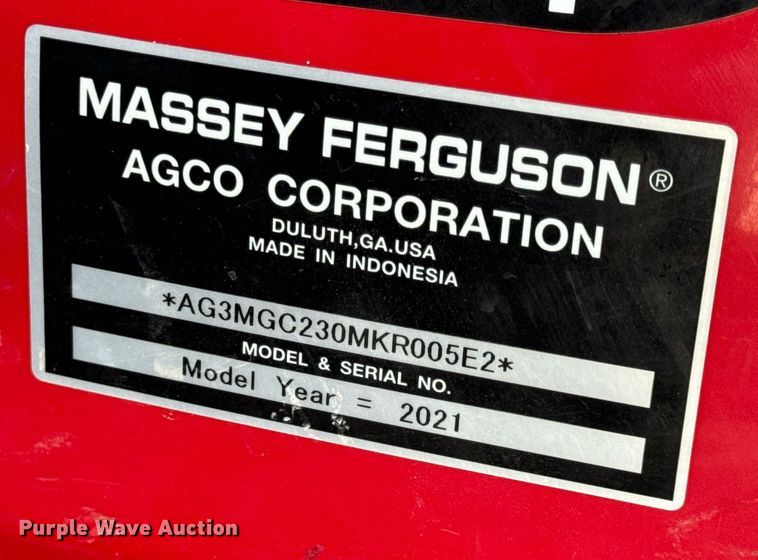 MASSEY FERGUSON®
AGCO CORPORATION
DULUTH,GA.USA
MADE IN INDONESIA
*AG3MGC230MKR005E2*
MODEL & SERIAL NO.
Model Year = 2021
Purple Wave Auction